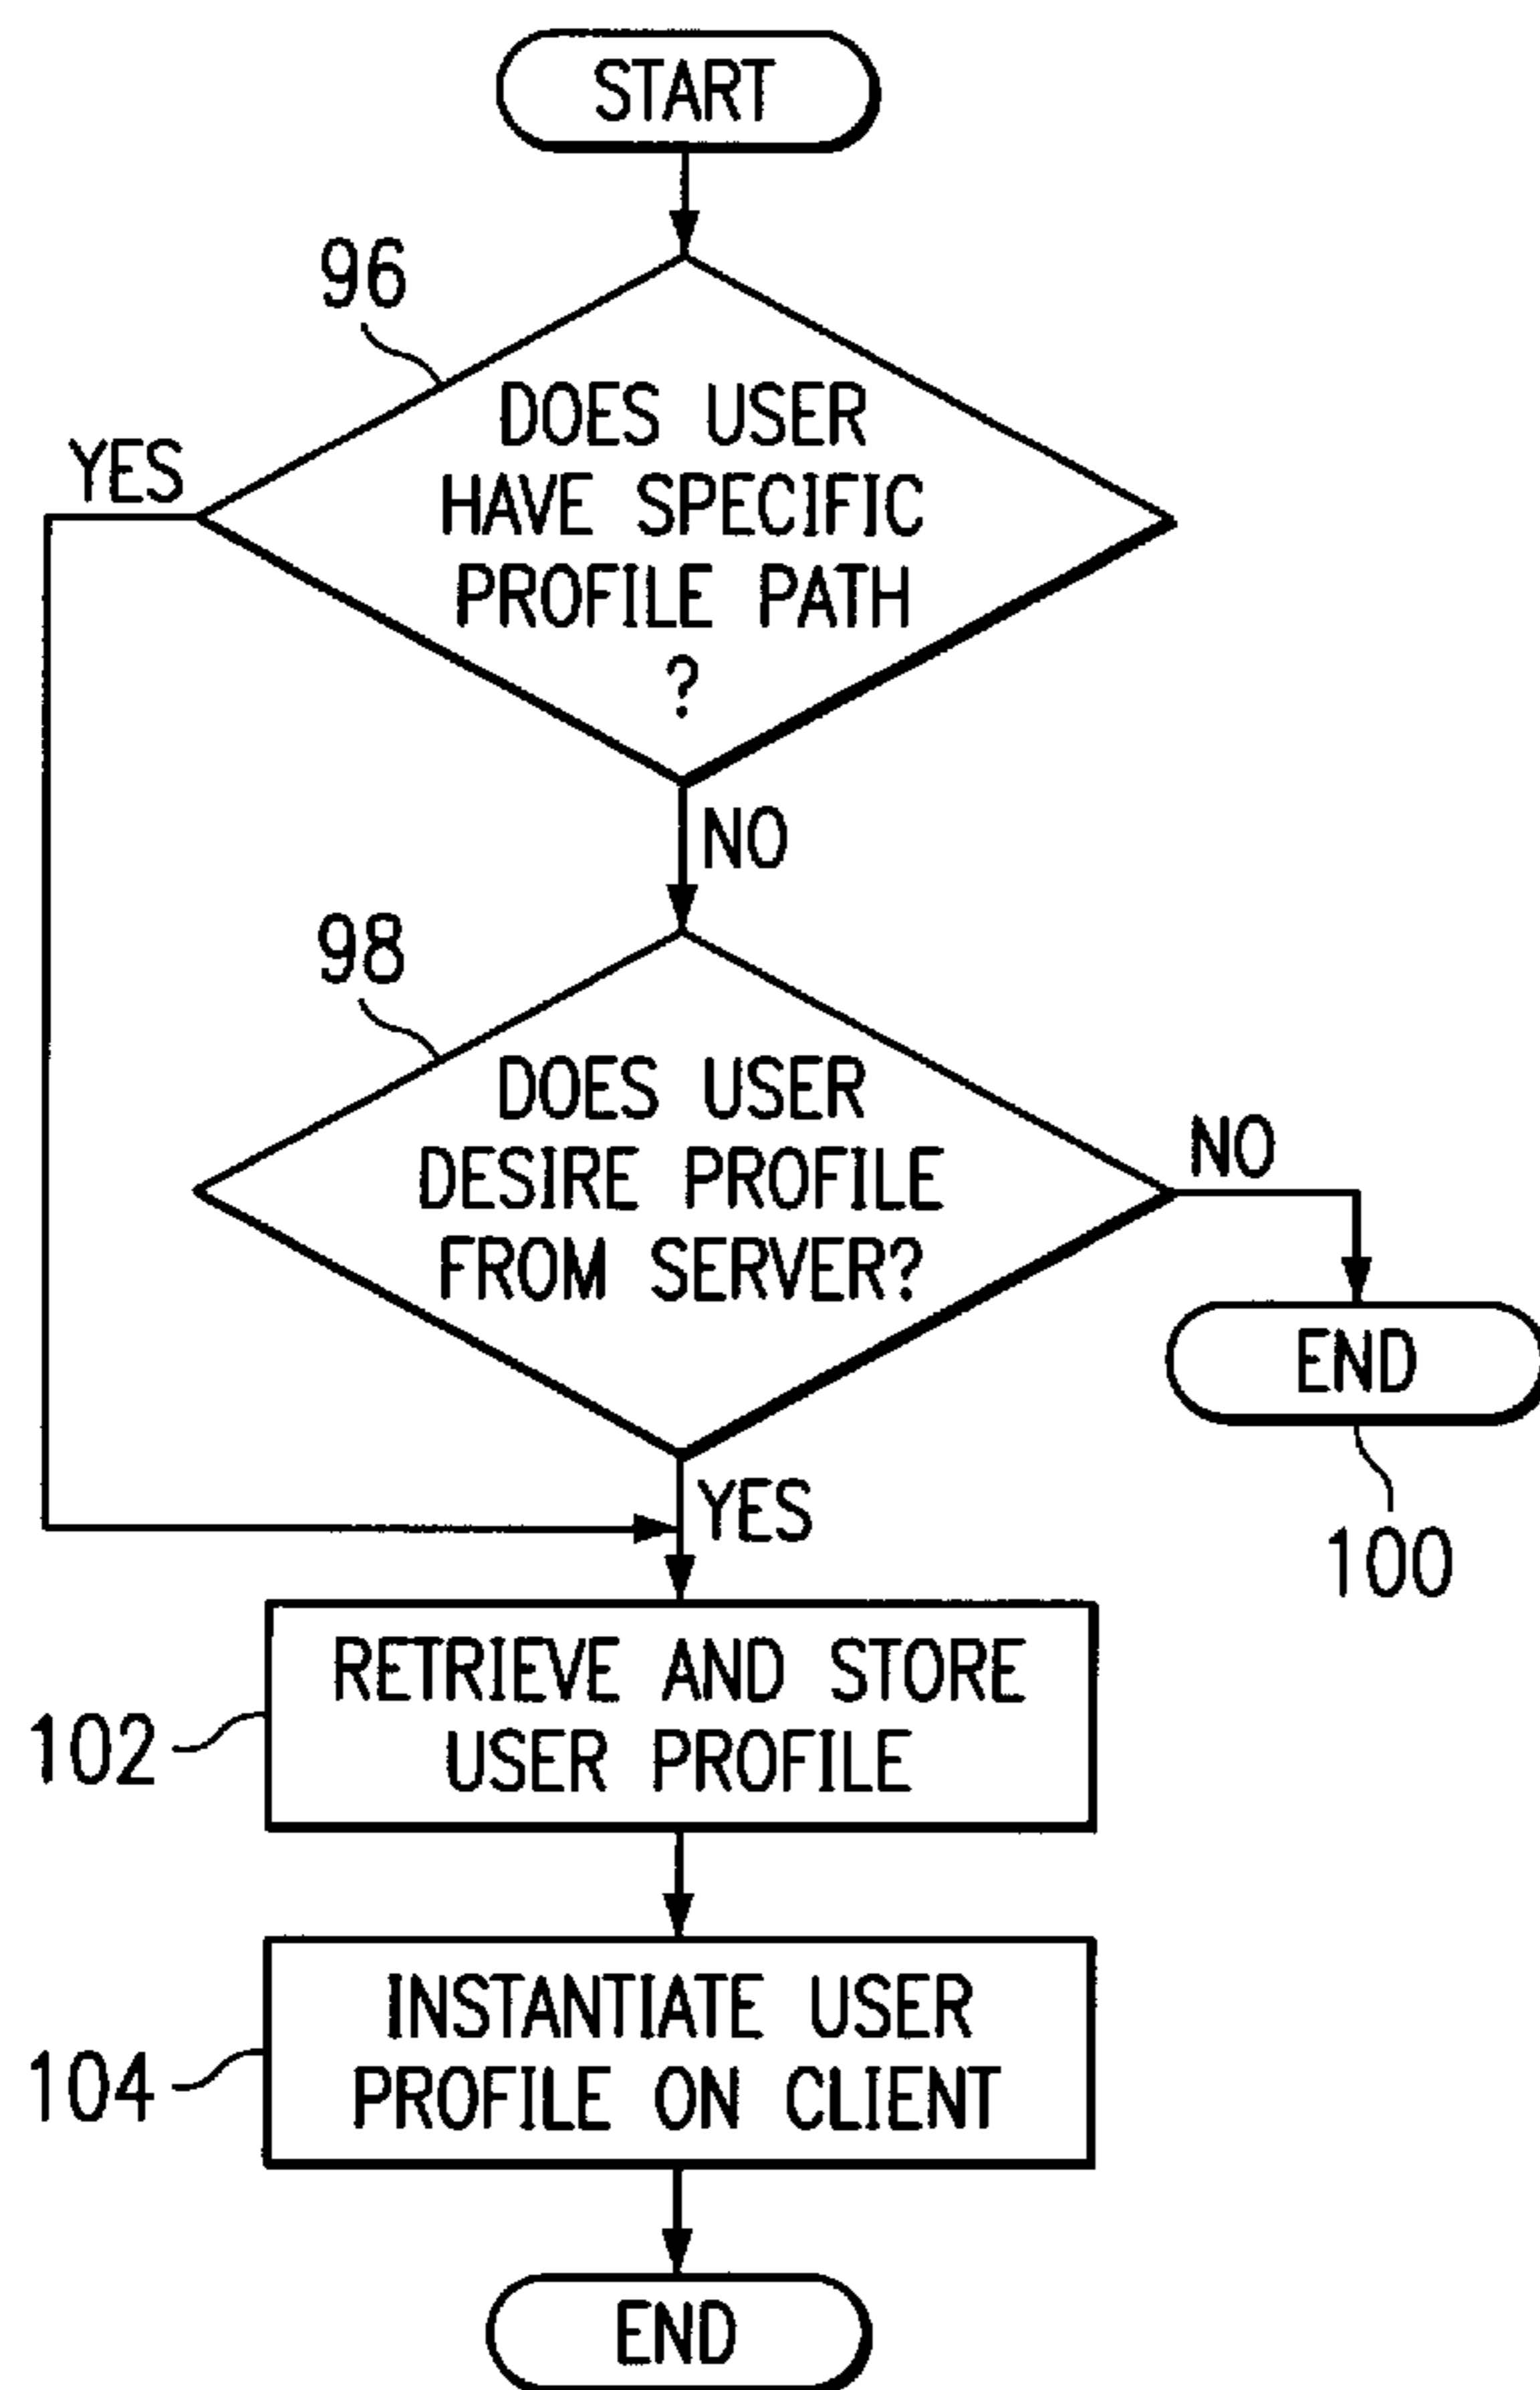 START
96
DOES USER
HAVE SPECIFIC
PROFILE PATH
?
YES
NO
98
DOES USER
DESIRE PROFILE
FROM SERVER?
NO
END
100
YES
RETRIEVE AND STORE
USER PROFILE
102
INSTANTIATE USER
PROFILE ON CLIENT
104
END